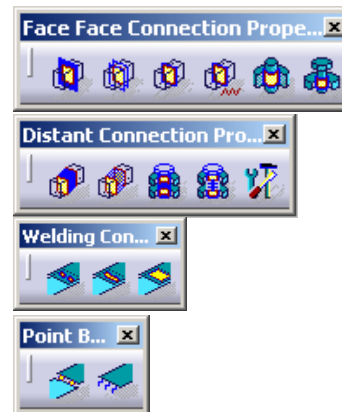 Face Face Connection Prope...
Distant Connection Pro...
Welding Con...
Point B...